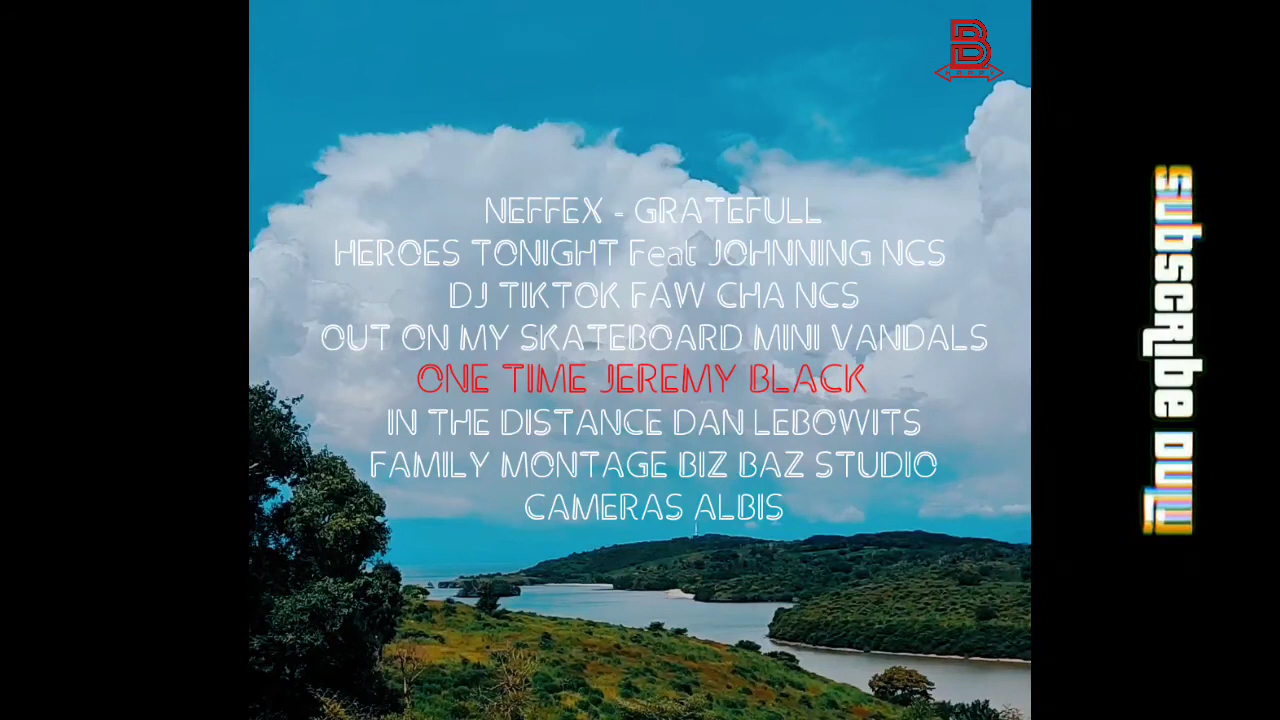 B
NEFFEX - GRATEFULL
HEROES TONIGHT Feat JOHNNING NCS
DJ TIKTOK FAW CHA NCS
OUT ON MY SKATEBOARD MINI VANDALS
ONE TIME JEREMY BLACK
IN THE DISTANCE DAN LEBOWITS
FAMILY MONTAGE BIZ BAZ STUDIO
CAMERAS ALBIS
subscribe